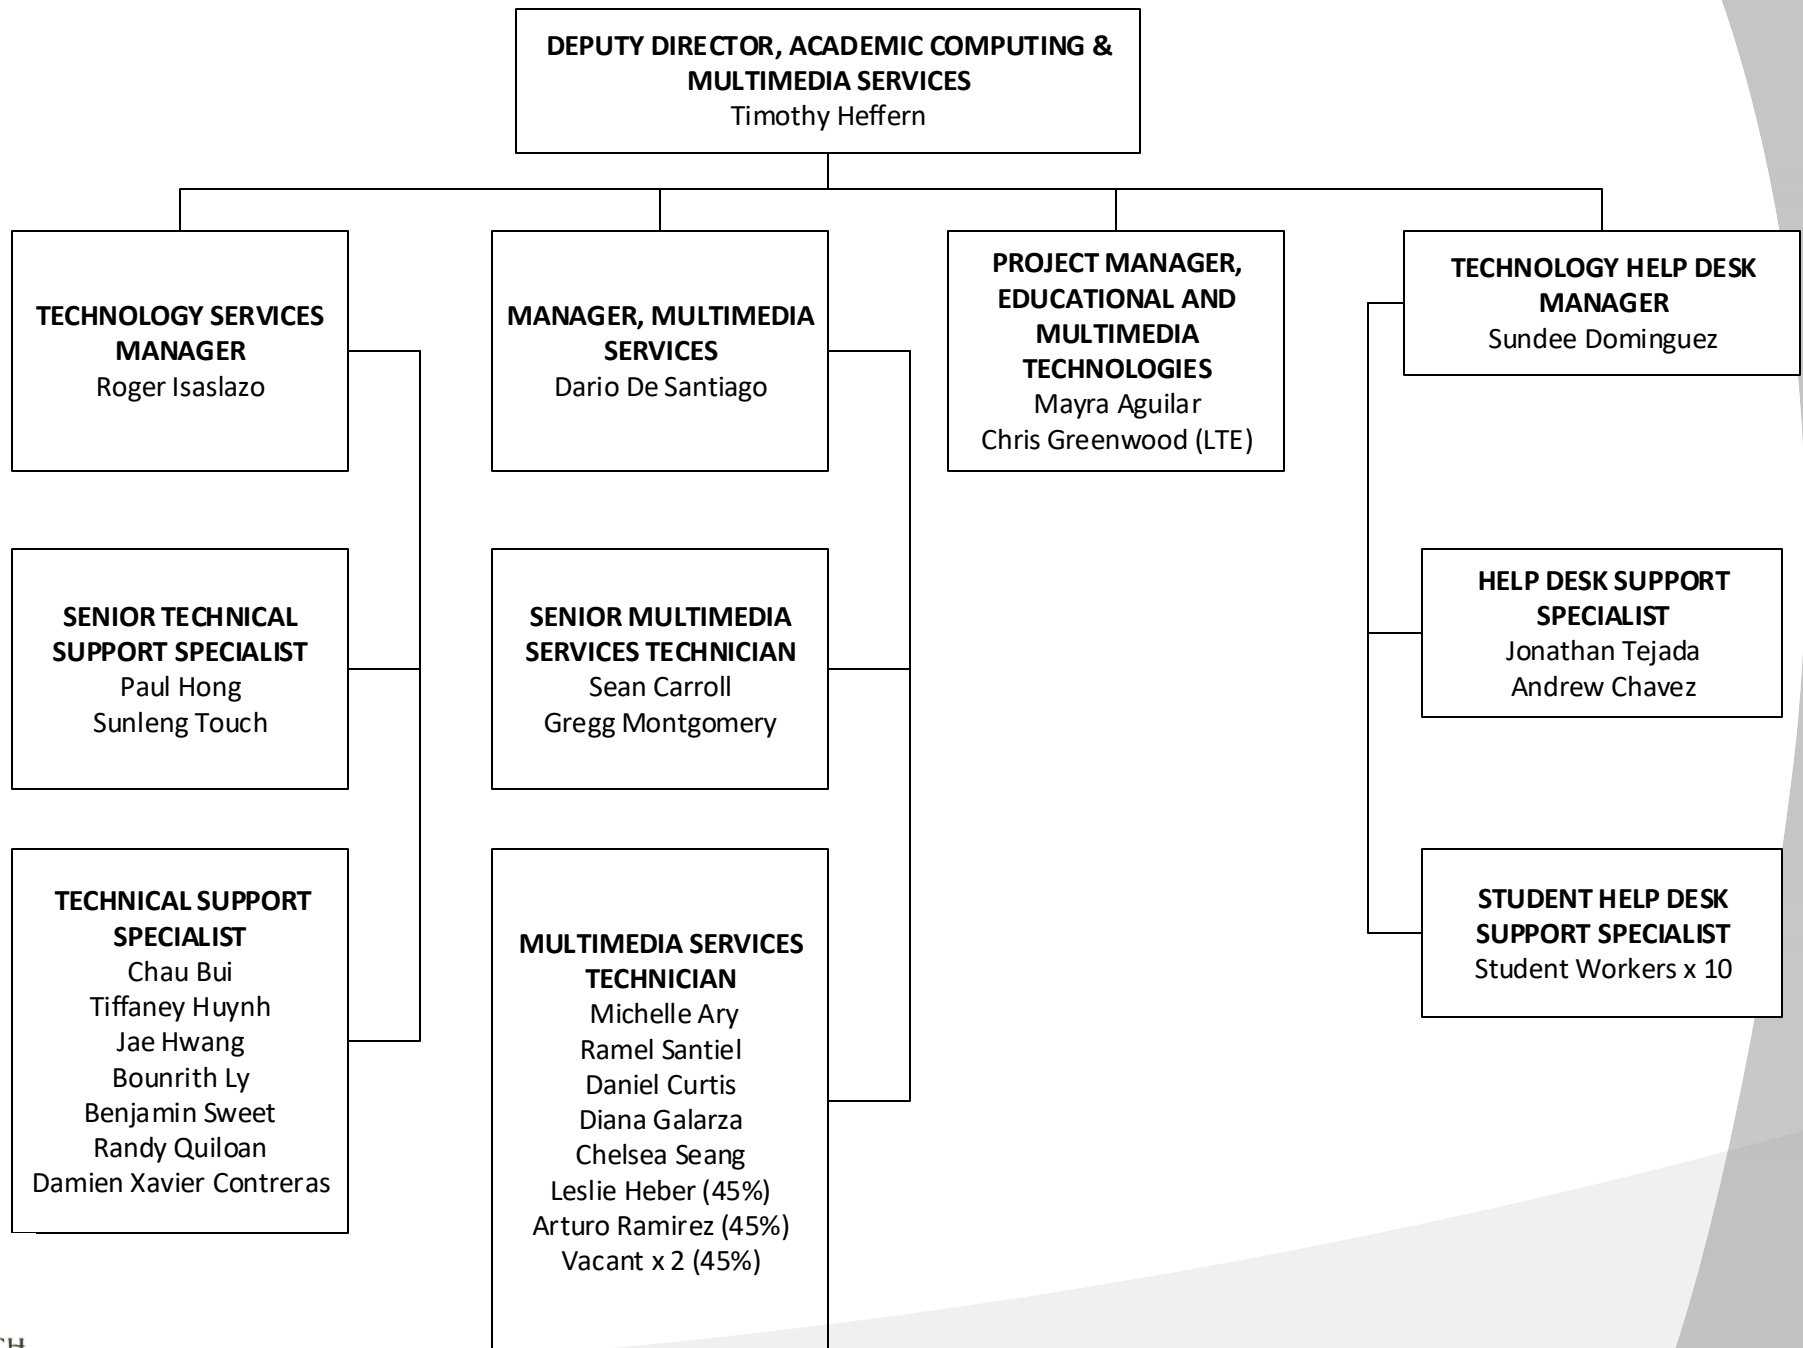 DEPUTY DIRECTOR, ACADEMIC COMPUTING &
MULTIMEDIA SERVICES
Timothy Heffern
TECHNOLOGY SERVICES
MANAGER
Roger Isaslazo
MANAGER, MULTIMEDIA
SERVICES
Dario De Santiago
PROJECT MANAGER,
EDUCATIONAL AND
MULTIMEDIA
TECHNOLOGIES
Mayra Aguilar
Chris Greenwood (LTE)
TECHNOLOGY HELP DESK
MANAGER
Sundee Dominguez
SENIOR TECHNICAL
SUPPORT SPECIALIST
Paul Hong
Sunleng Touch
SENIOR MULTIMEDIA
SERVICES TECHNICIAN
Sean Carroll
Gregg Montgomery
HELP DESK SUPPORT
SPECIALIST
Jonathan Tejada
Andrew Chavez
TECHNICAL SUPPORT
SPECIALIST
Chau Bui
Tiffaney Huynh
Jae Hwang
Bounrith Ly
Benjamin Sweet
Randy Quiloan
Damien Xavier Contreras
MULTIMEDIA SERVICES
TECHNICIAN
Michelle Ary
Ramel Santiel
Daniel Curtis
Diana Galarza
Chelsea Seang
Leslie Heber (45%)
Arturo Ramirez (45%)
Vacant x 2 (45%)
STUDENT HELP DESK
SUPPORT SPECIALIST
Student Workers x 10